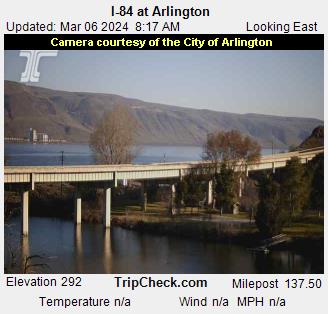 I-84 at Arlington
Updated: Mar 06 2024 8:17 AM Looking East
Camera courtesy of the City of Arlington
Elevation 292 TripCheck.com Milepost 137.50
Temperature n/a Wind n/a MPH n/a